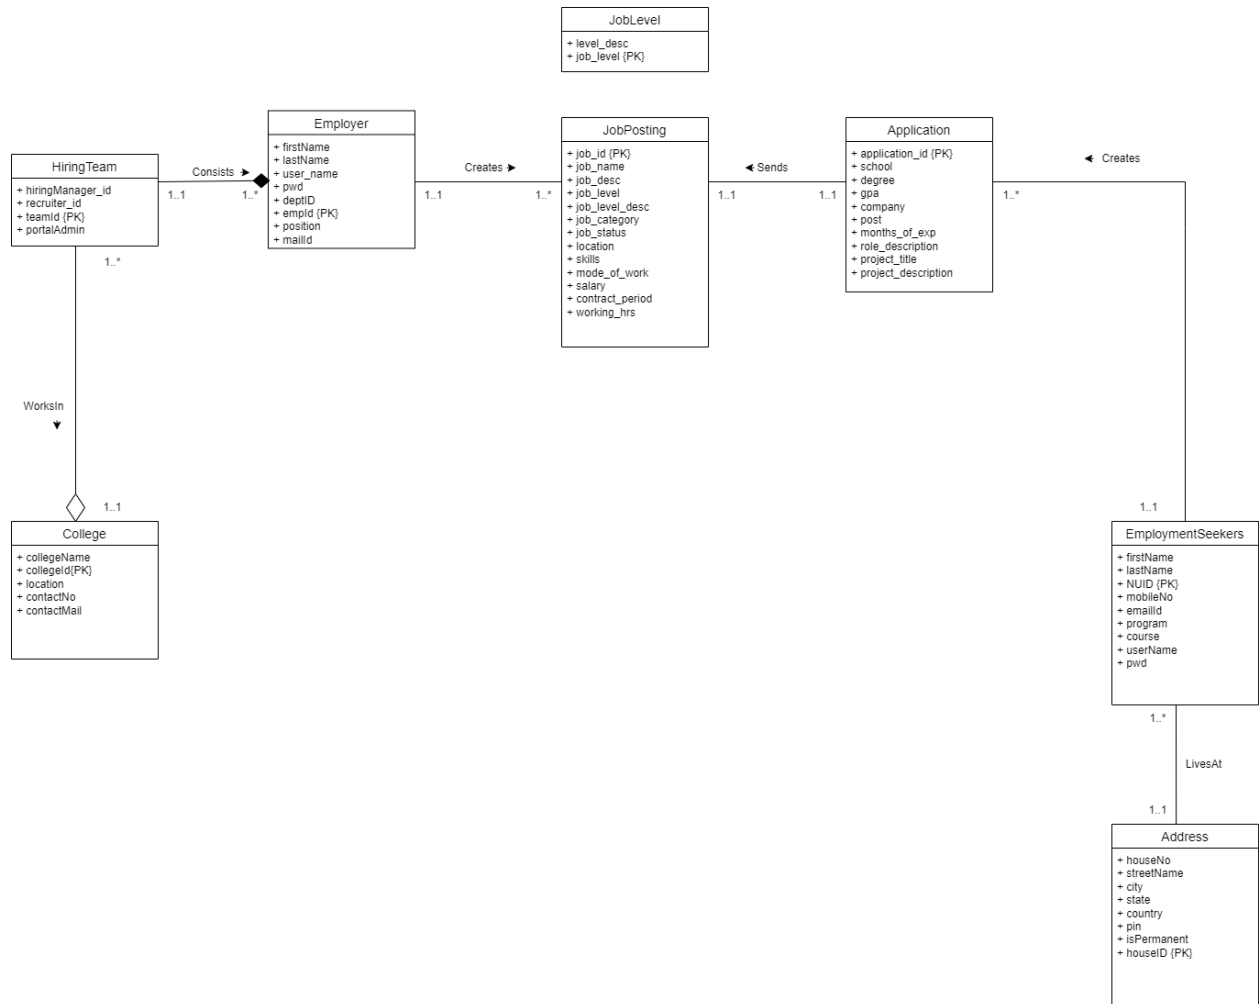 JobLevel
+ level_desc
+ job_level {PK}
HiringTeam
+ hiringManager_id
+ recruiter_id
+ teamId {PK}
+ portalAdmin
Consists
1..1
1..*
Employer
+ firstName
+ lastName
+ user_name
+ pwd
+ deptID
+ empId {PK}
+ position
+ mailId
Creates
1..1
1..*
JobPosting
+ job_id {PK}
+ job_name
+ job_desc
+ job_level
+ job_level_desc
+ job_category
+ job_status
+ location
+ skills
+ mode_of_work
+ salary
+ contract_period
+ working_hrs
Sends
1..1
1..1
Application
+ application_id {PK}
+ school
+ degree
+ gpa
+ company
+ post
+ months_of_exp
+ role_description
+ project_title
+ project_description
Creates
1..*
1..*
WorksIn
1..1
College
+ collegeName
+ collegeId{PK}
+ location
+ contactNo
+ contactMail
1..1
EmploymentSeekers
+ firstName
+ lastName
+ NUID {PK}
+ mobileNo
+ emailId
+ program
+ course
+ userName
+ pwd
1..*
LivesAt
1..1
Address
+ houseNo
+ streetName
+ city
+ state
+ country
+ pin
+ isPermanent
+ houseID {PK}